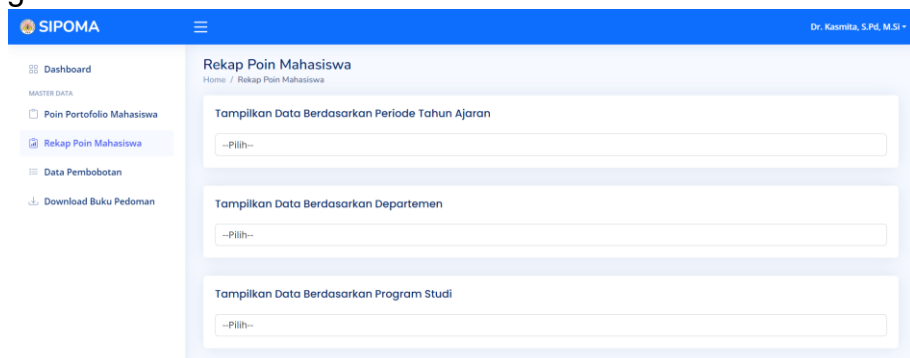 g
SIPOMA
Dr. Kasmita, S.Pd, M.Si
Dashboard
MASTER DATA
Poin Portofolio Mahasiswa
Rekap Poin Mahasiswa
Data Pembobotan
Download Buku Pedoman
Rekap Poin Mahasiswa
Home / Rekap Poin Mahasiswa
Tampilkan Data Berdasarkan Periode Tahun Ajaran
--Pilih--
Tampilkan Data Berdasarkan Departemen
--Pilih--
Tampilkan Data Berdasarkan Program Studi
--Pilih--